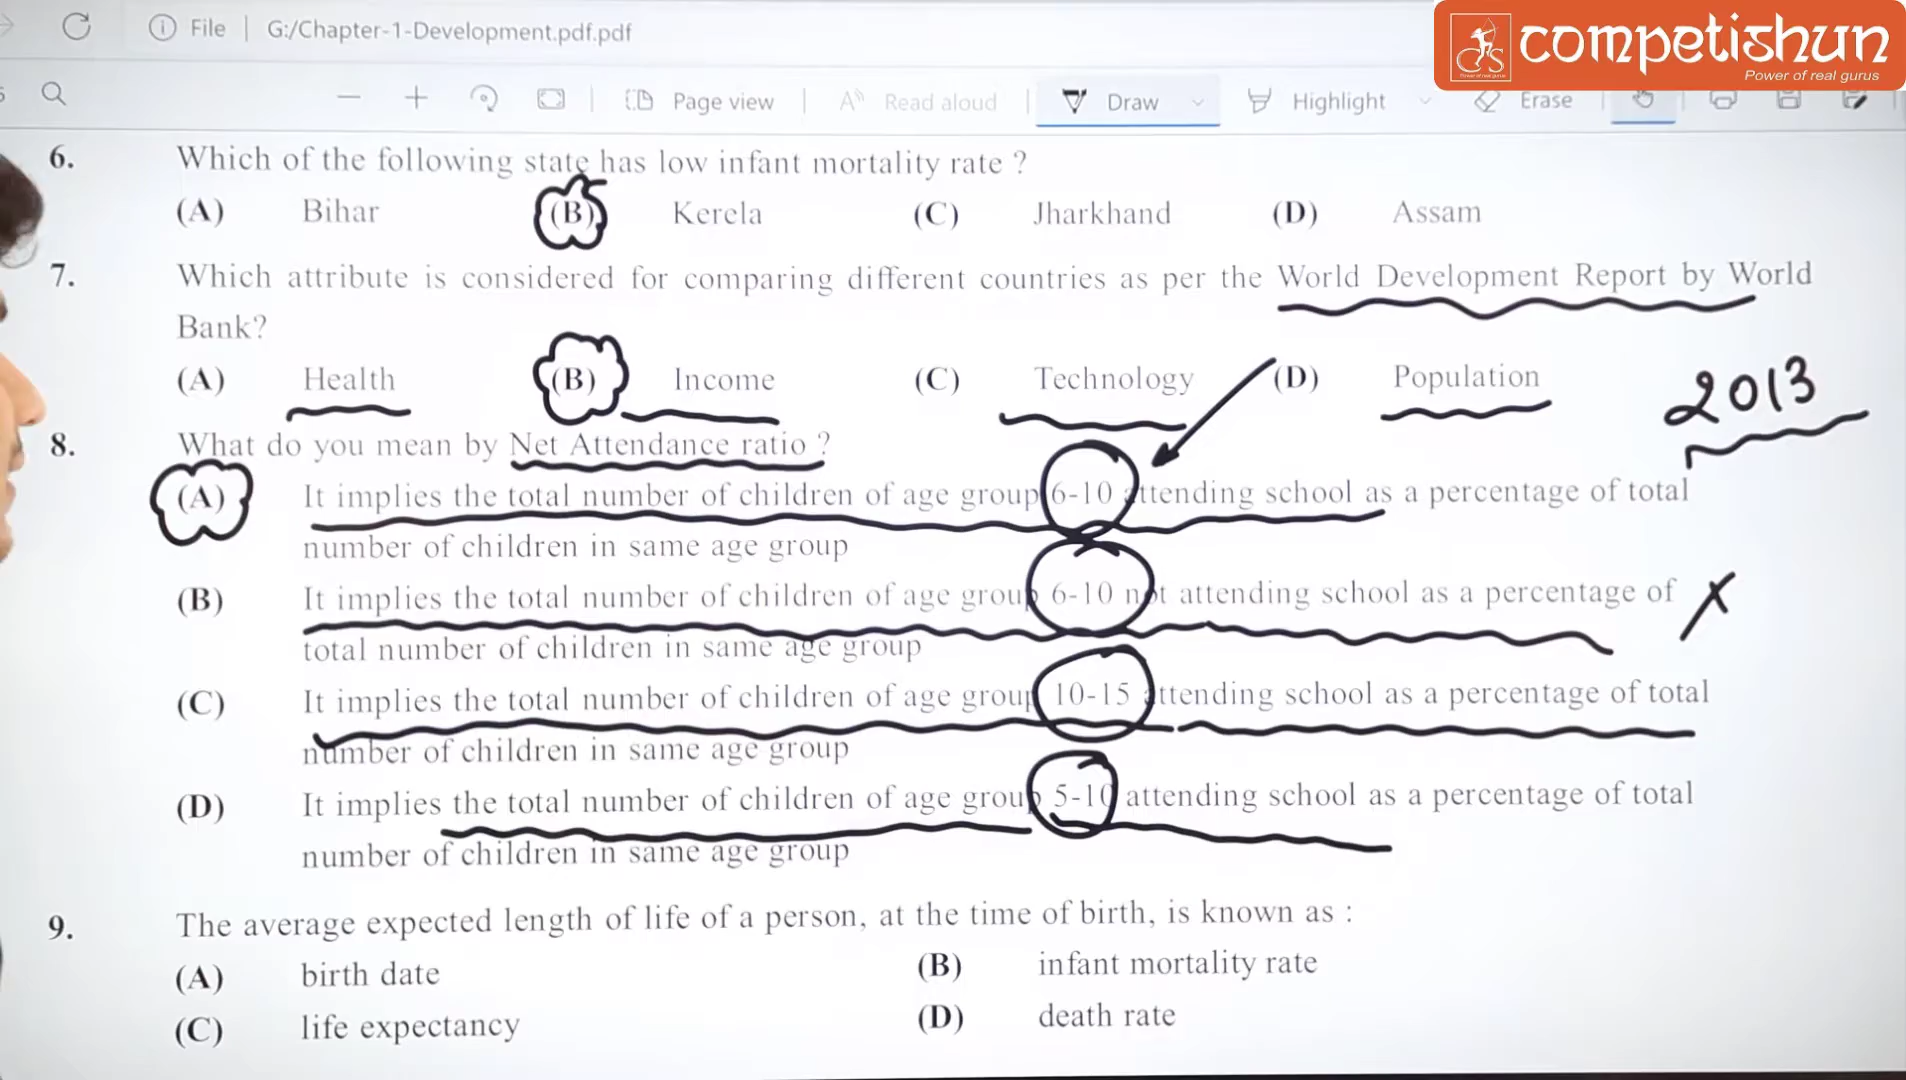 File | G:/Chapter-1-Development.pdf.pdf
competishun
Power of real gurus
Page view | Read aloud | Draw Highlight Erase
6. Which of the following state has low infant mortality rate ?
(A) Bihar (B) Kerela (C) Jharkhand (D) Assam
7. Which attribute is considered for comparing different countries as per the World Development Report by World
Bank?
(A) Health (B) Income (C) Technology (D) Population
2013
8. What do you mean by Net Attendance ratio ?
(A) It implies the total number of children of age group 6-10 attending school as a percentage of total
number of children in same age group
(B) It implies the total number of children of age group 6-10 not attending school as a percentage of
total number of children in same age group
(C) It implies the total number of children of age group 10-15 attending school as a percentage of total
number of children in same age group
(D) It implies the total number of children of age group 5-10 attending school as a percentage of total
number of children in same age group
9. The average expected length of life of a person, at the time of birth, is known as :
(A) birth date (B) infant mortality rate
(C) life expectancy (D) death rate